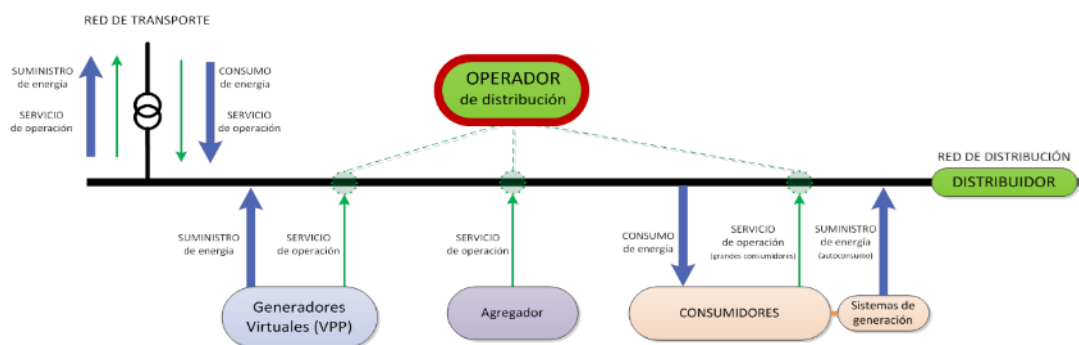 RED DE TRANSPORTE
SUMINISTRO
de energía
SERVICIO
de operación
CONSUMO
de energía
SERVICIO
de operación
OPERADOR
de distribución
RED DE DISTRIBUCIÓN
DISTRIBUIDOR
SUMINISTRO
de energía
SERVICIO
de operación
SERVICIO
de operación
CONSUMO
de energía
SERVICIO
de operación
(grandes consumidores)
SUMINISTRO
de energía
(autoconsumo)
Generadores
Virtuales (VPP)
Agregador
CONSUMIDORES
Sistemas de
generación